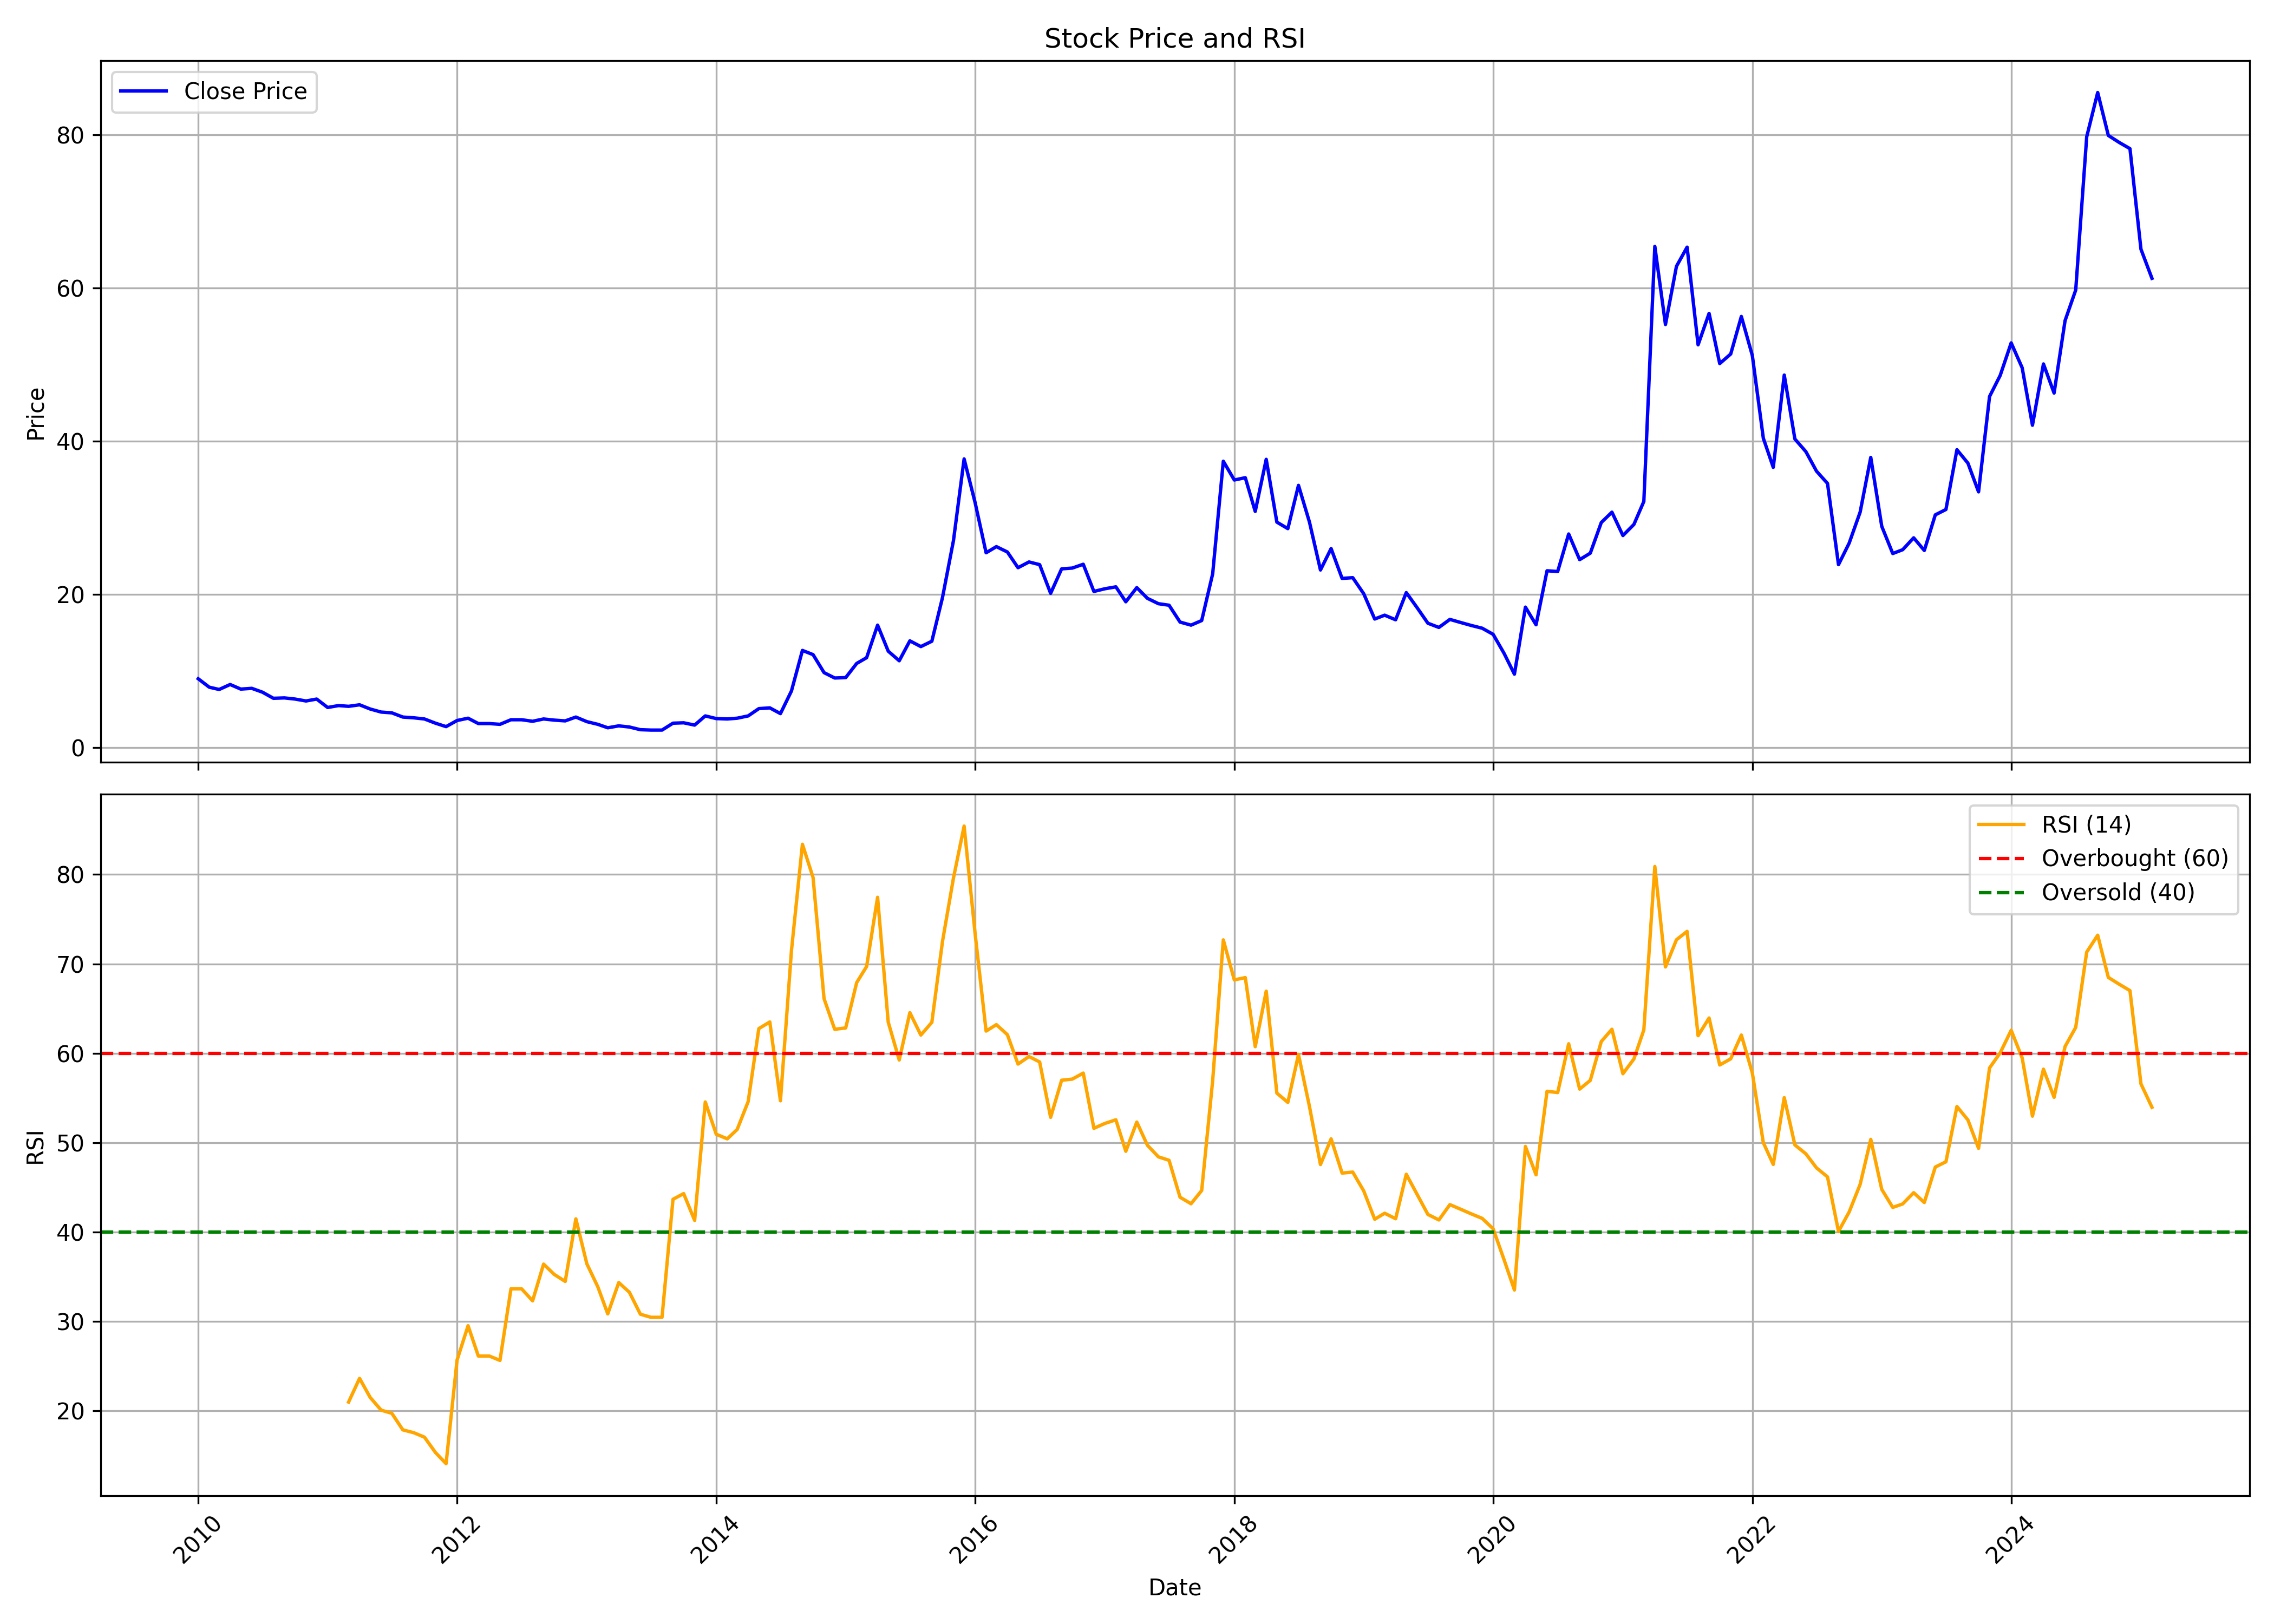 Stock Price and RSI
Close Price
80
60
40
20
0
Price
RSI (14)
Overbought (60)
Oversold (40)
80
70
60
50
40
30
20
RSI
2010
2012
2014
2016
2018
2020
2022
2024
Date